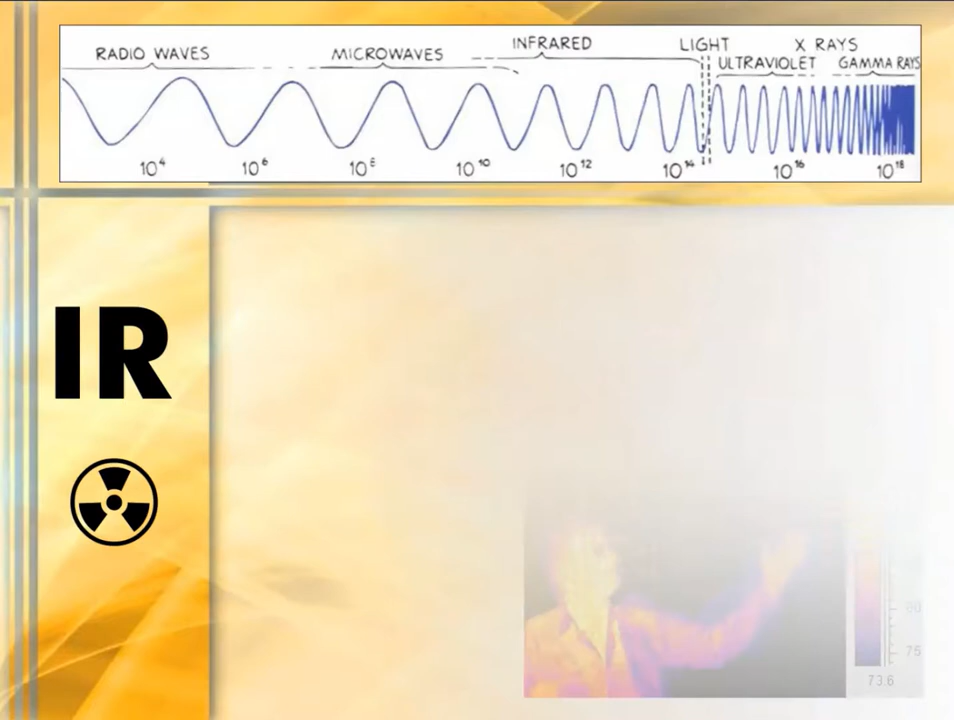 RADIO WAVES MICROWAVES INFRARED LIGHT X RAYS
ULTRAVIOLET GAMMA RAYS
10⁴ 10⁶ 10⁸ 10¹⁰ 10¹² 10¹⁴ 10¹⁶ 10¹⁸
IR
80
75
73.6